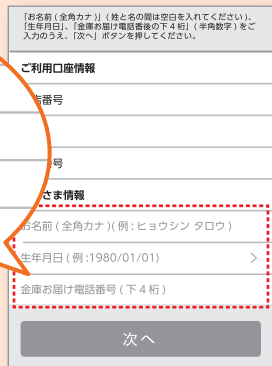 「お名前(全角カナ)」(姓と名の間は空白を入れてください)、
「生年月日」、「金庫お届け電話番後の下4桁」(半角数字)をご
入力のうえ、「次へ」ボタンを押してください。
ご利用口座情報
番号
号
さま情報
お名前(全角カナ)(例:ヒョウシン タロウ)
生年月日(例:1980/01/01)
金庫お届け電話番号(下4桁)
次へ